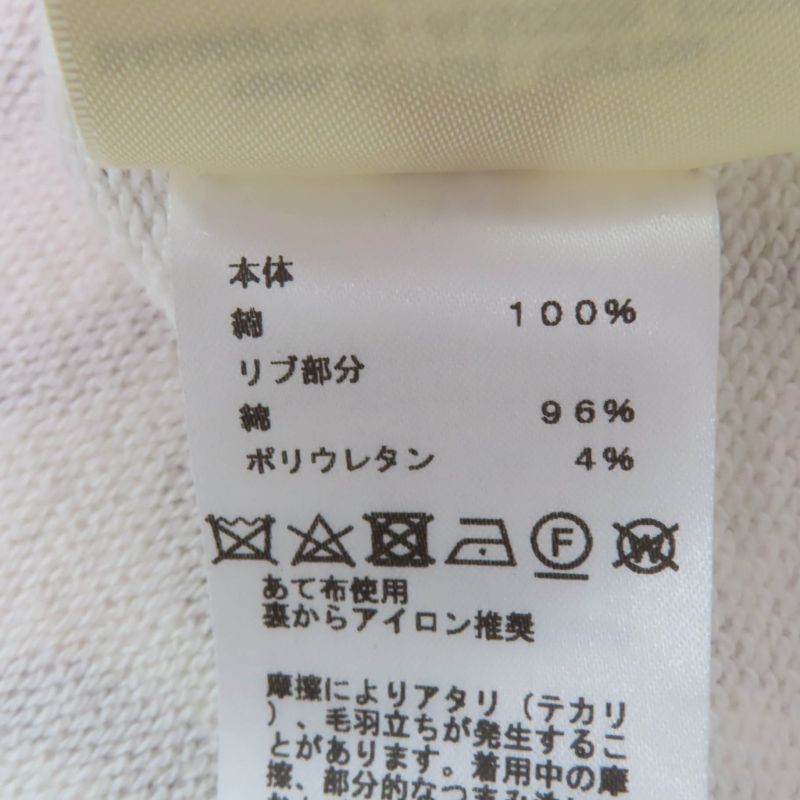 本体
綿 100%
リブ部分
綿 96%
ポリウレタン 4%
F W
あて布使用
裏からアイロン推奨
摩擦によりアタリ(テカリ
)、毛羽立ちが発生するこ
とがあります。着用中の摩
擦、部分的なつまみ